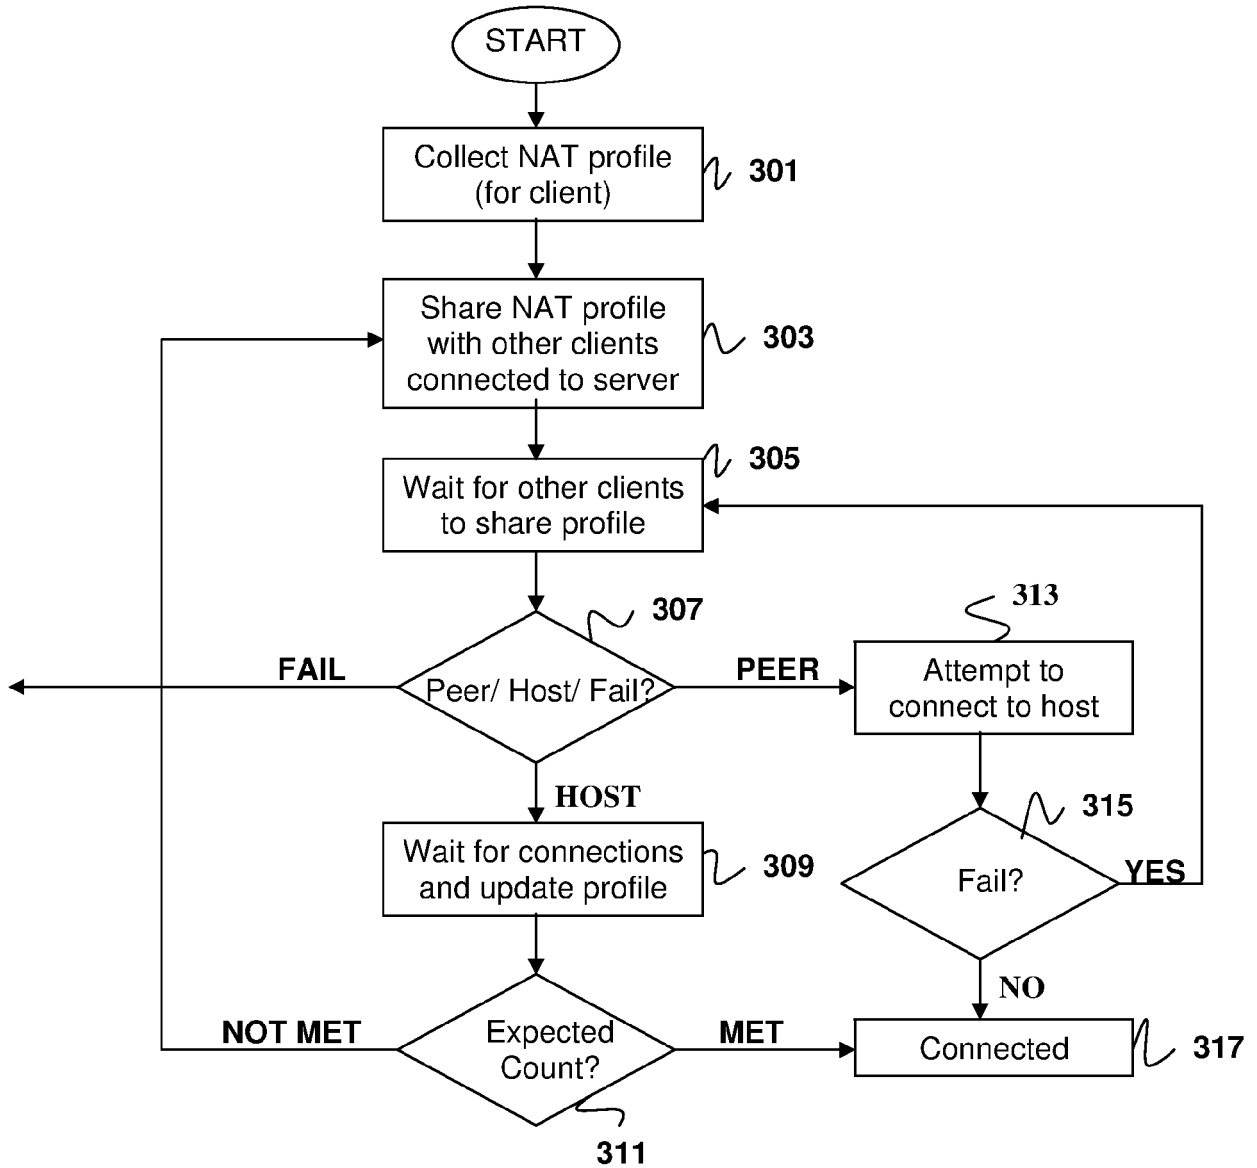 START
Collect NAT profile
(for client)
301
Share NAT profile
with other clients
connected to server
303
305
Wait for other clients
to share profile
307
313
FAIL
Peer/ Host/ Fail?
PEER
Attempt to
connect to host
HOST
315
Wait for connections
and update profile
309
Fail?
YES
NO
NOT MET
Expected
Count?
MET
Connected
317
311